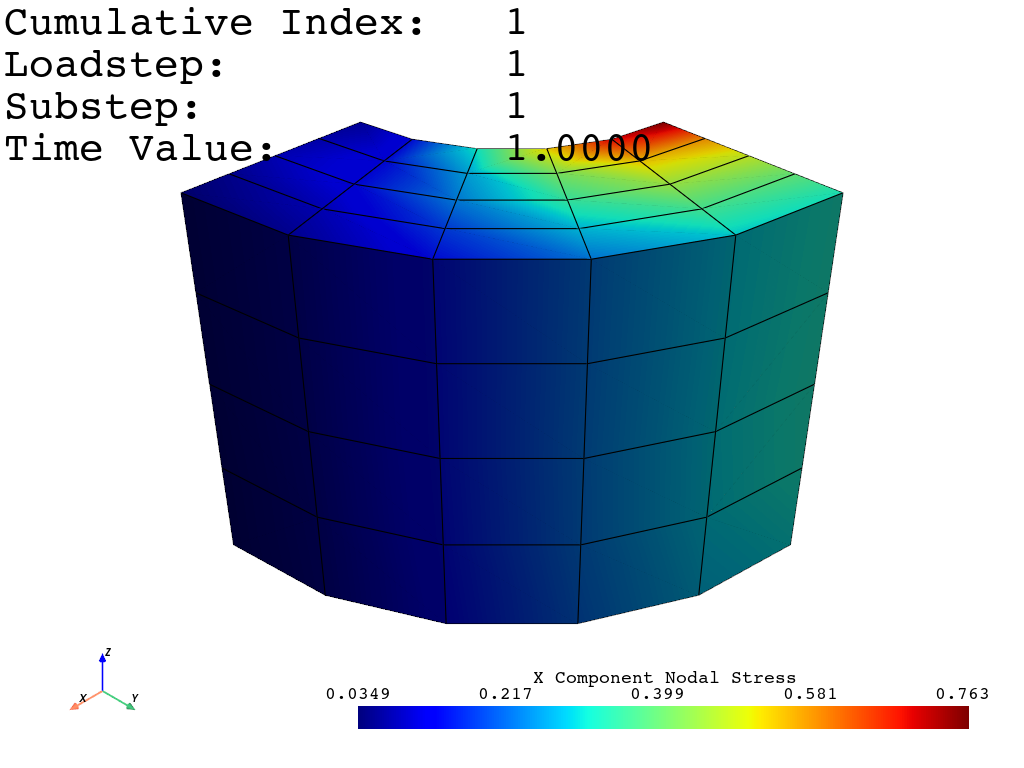 Cumulative Index: 1
Loadstep: 1
Substep: 1
Time Value: 1.0000
Z
X Y
X Component Nodal Stress
0.0349 0.217 0.399 0.581 0.763